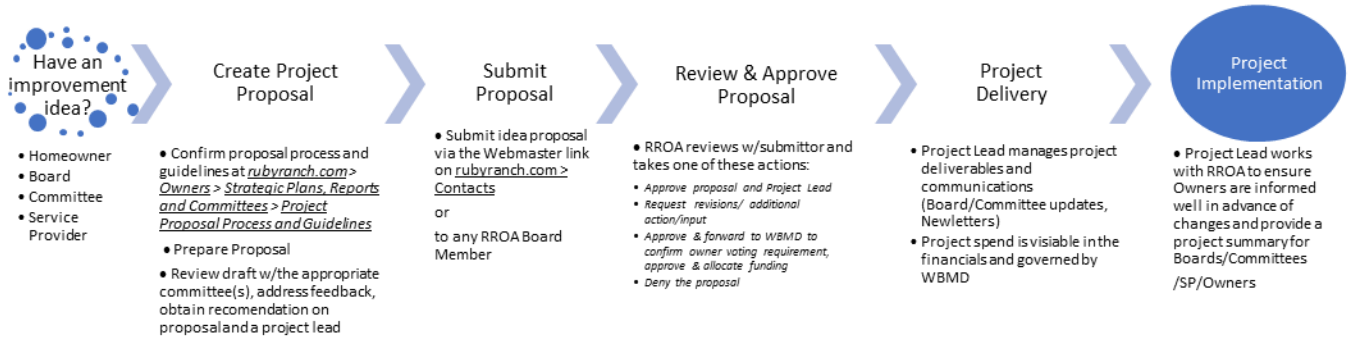 Have an
improvement
idea?
• Homeowner
• Board
• Committee
• Service
Provider
Create Project
Proposal
• Confirm proposal process and
guidelines at rubyranch.com >
Owners > Strategic Plans, Reports
and Committees > Project
Proposal Process and Guidelines
• Prepare Proposal
• Review draft w/the appropriate
committee(s), address feedback,
obtain recomendation on
proposal and a project lead
Submit
Proposal
• Submit idea proposal
via the Webmaster link
on rubyranch.com >
Contacts
or
to any RROA Board
Member
Review & Approve
Proposal
• RROA reviews w/submittor and
takes one of these actions:
• Approve proposal and Project Lead
• Request revisions/ additional
action/input
• Approve & forward to WBMD to
confirm owner voting requirement,
approve & allocate funding
• Deny the proposal
Project
Delivery
• Project Lead manages project
deliverables and
communications
(Board/Committee updates,
Newletters)
• Project spend is visiable in the
financials and governed by
WBMD
Project
Implementation
• Project Lead works
with RROA to ensure
Owners are informed
well in advance of
changes and provide a
project summary for
Boards/Committees
/SP/Owners